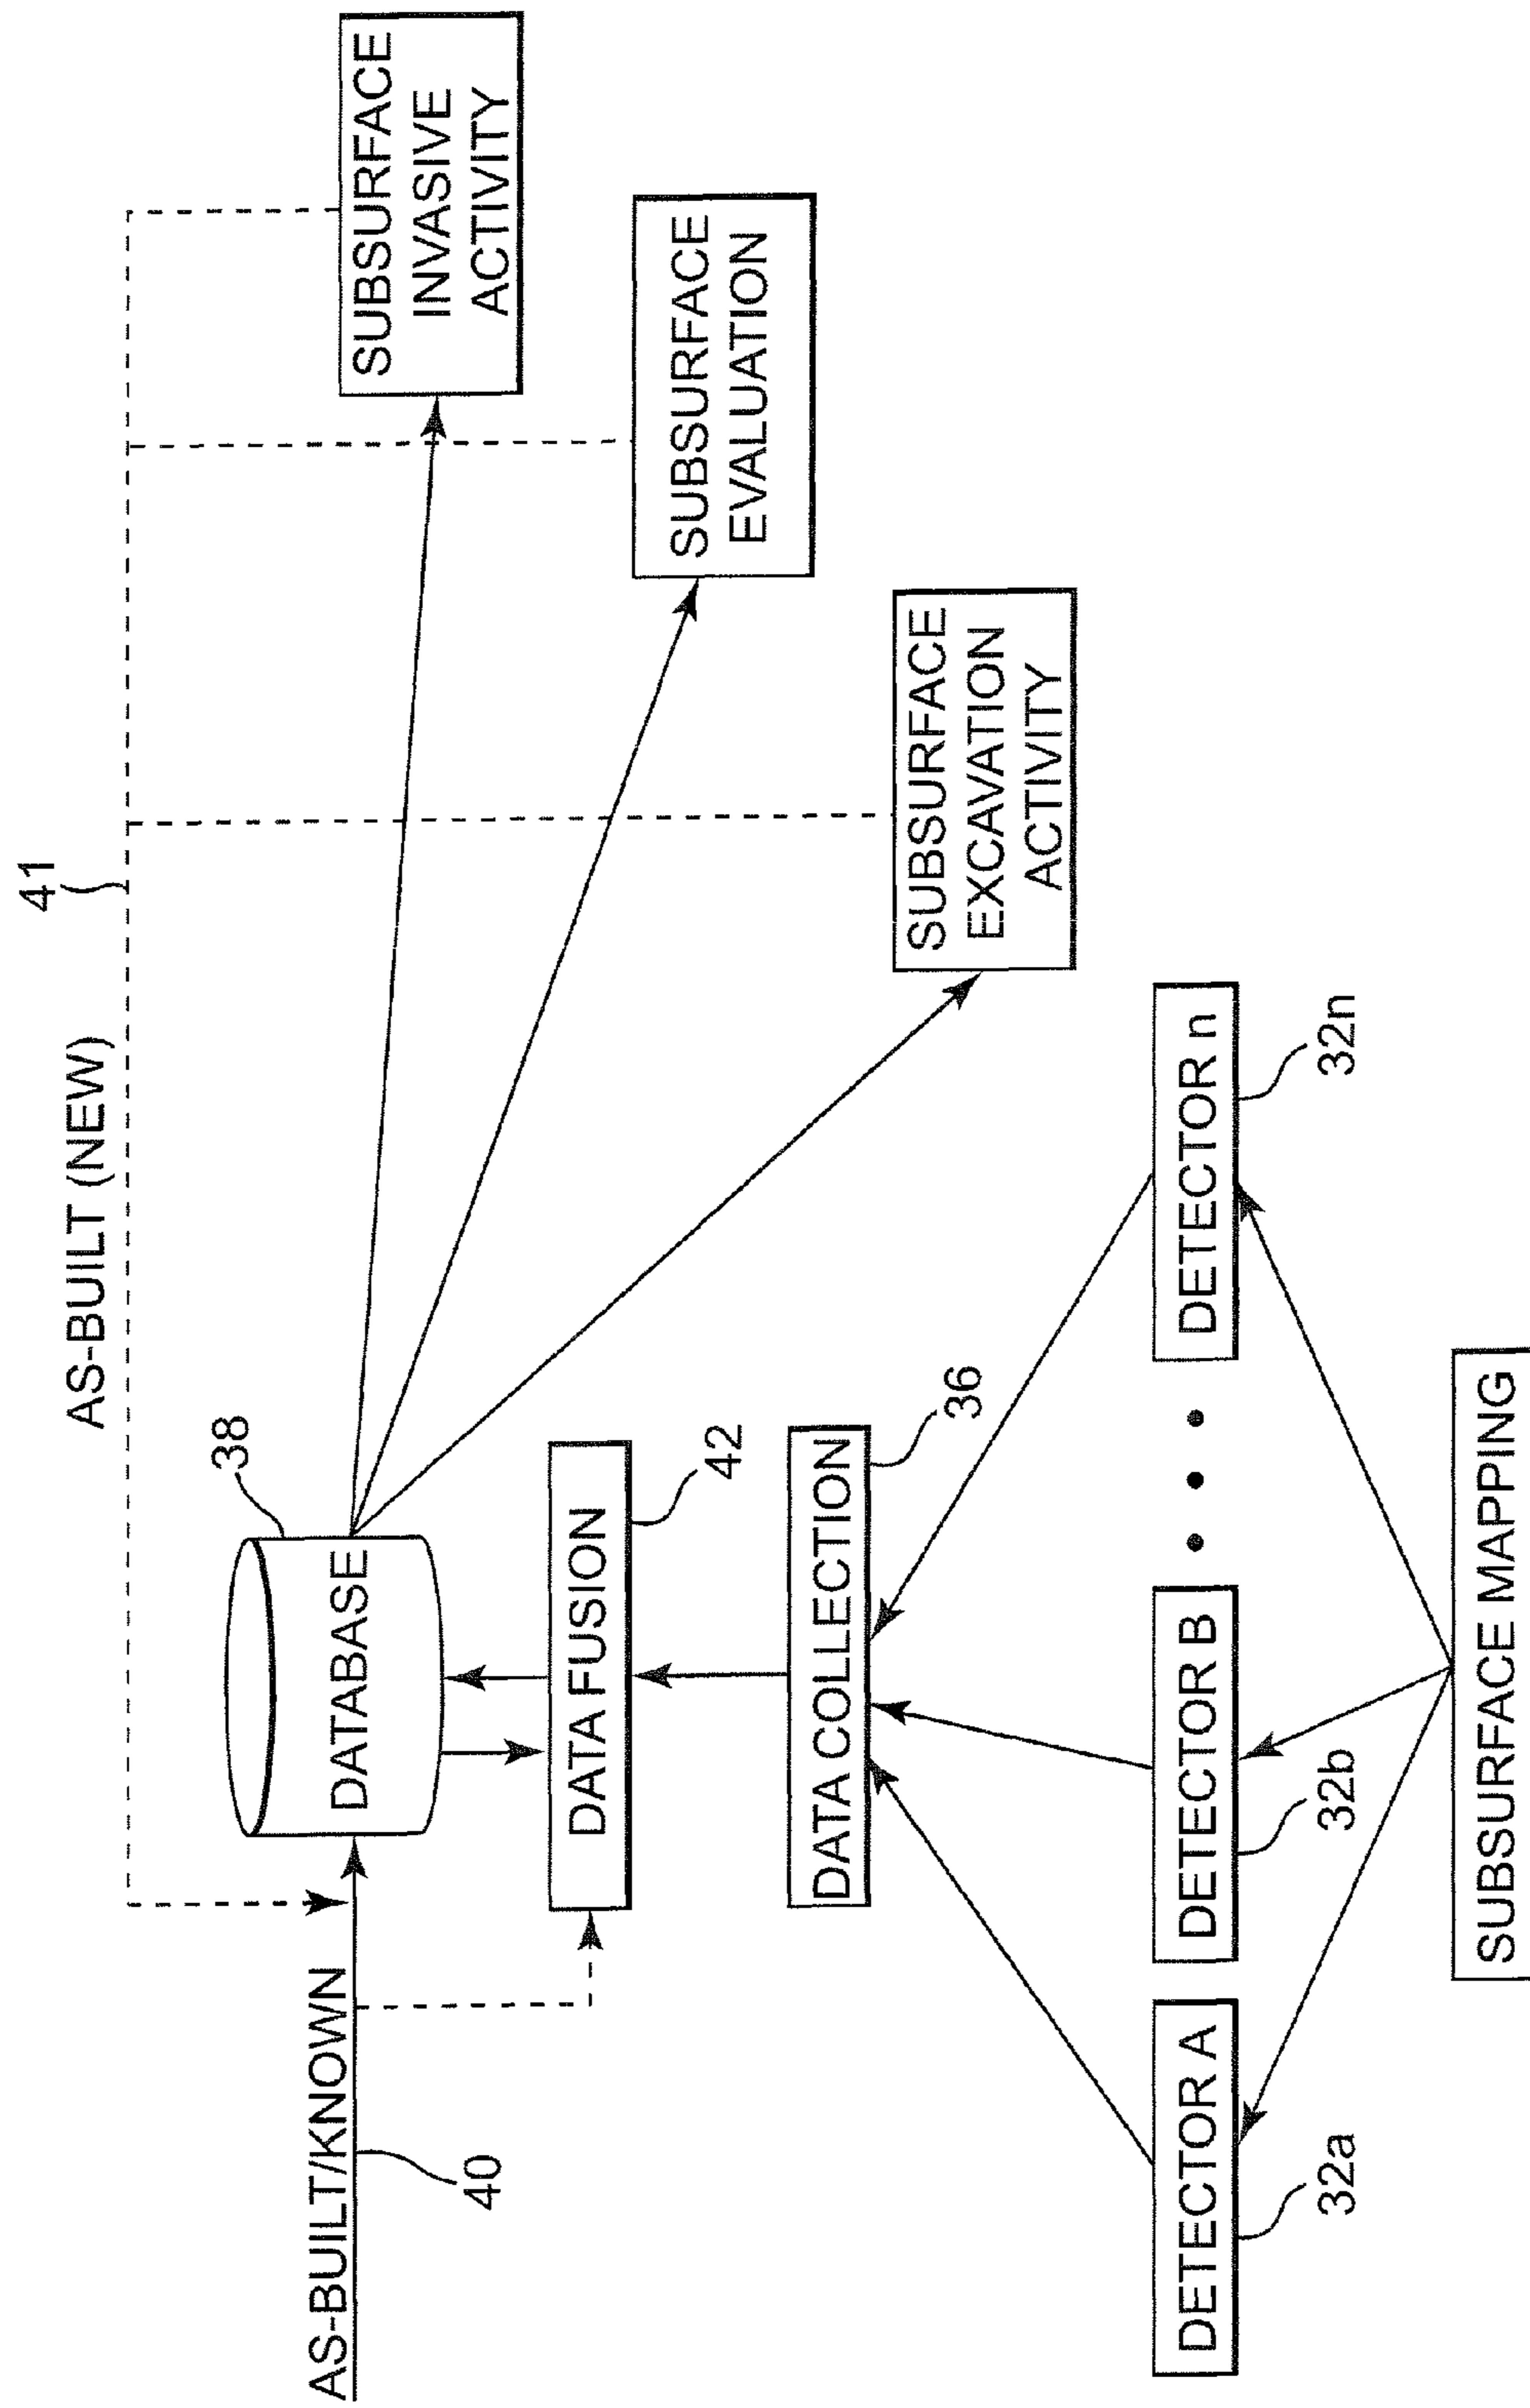 AS-BUILT (NEW)
41
AS-BUILT/KNOWN
40
38
DATABASE
SUBSURFACE
INVASIVE
ACTIVITY
DATA FUSION
42
SUBSURFACE
EVALUATION
DATA COLLECTION
36
SUBSURFACE
EXCAVATION
ACTIVITY
DETECTOR A
32a
DETECTOR B
32b
DETECTOR n
32n
SUBSURFACE MAPPING